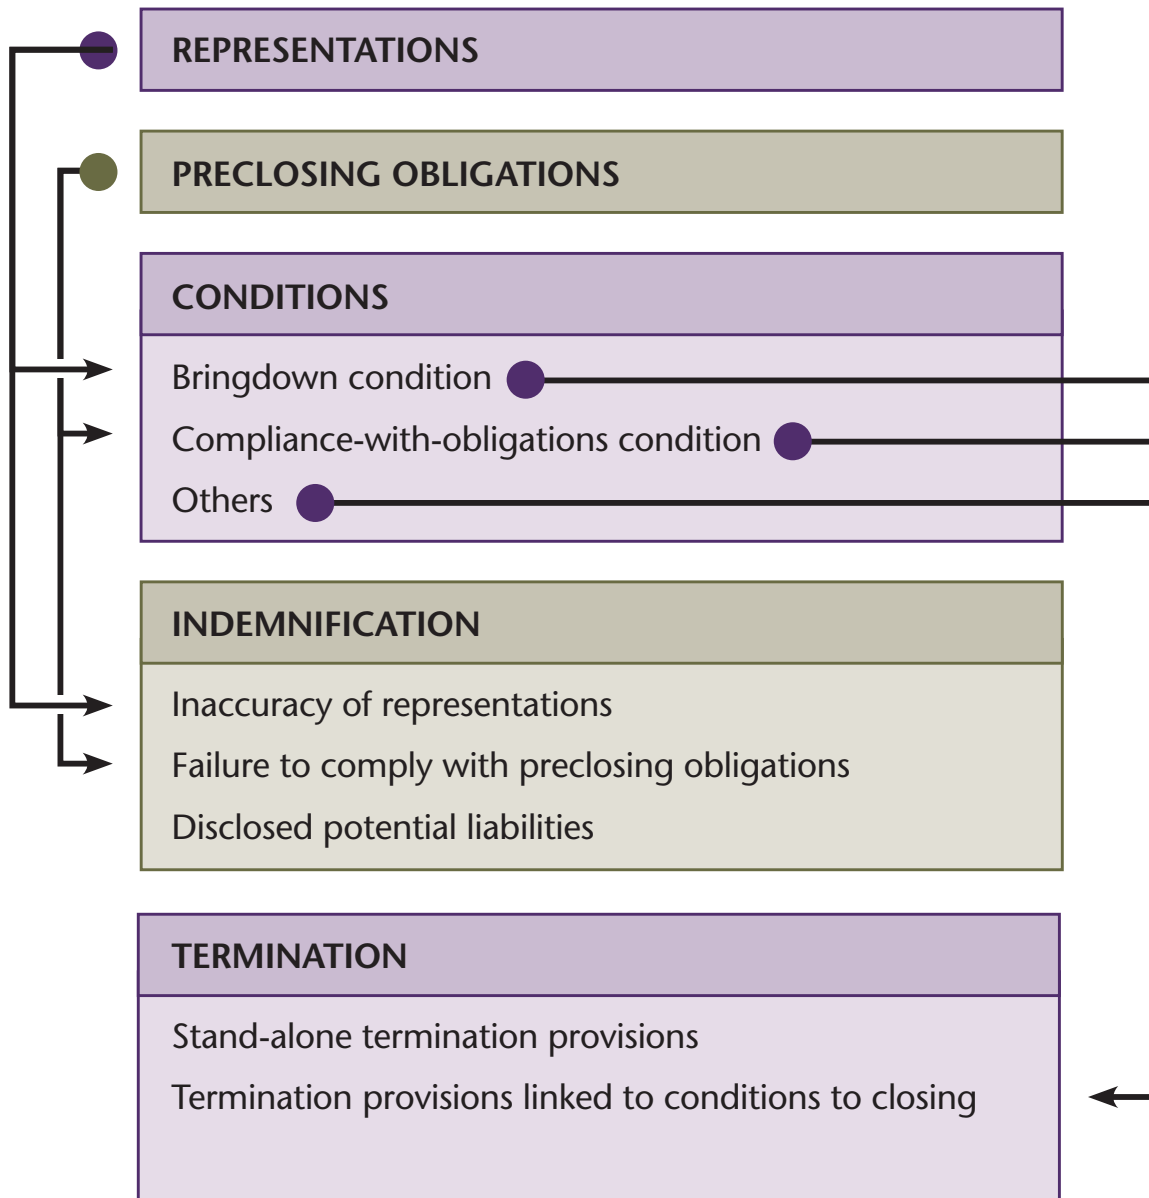 REPRESENTATIONS
PRECLOSING OBLIGATIONS
CONDITIONS
Bringdown condition
Compliance-with-obligations condition
Others
INDEMNIFICATION
Inaccuracy of representations
Failure to comply with preclosing obligations
Disclosed potential liabilities
TERMINATION
Stand-alone termination provisions
Termination provisions linked to conditions to closing